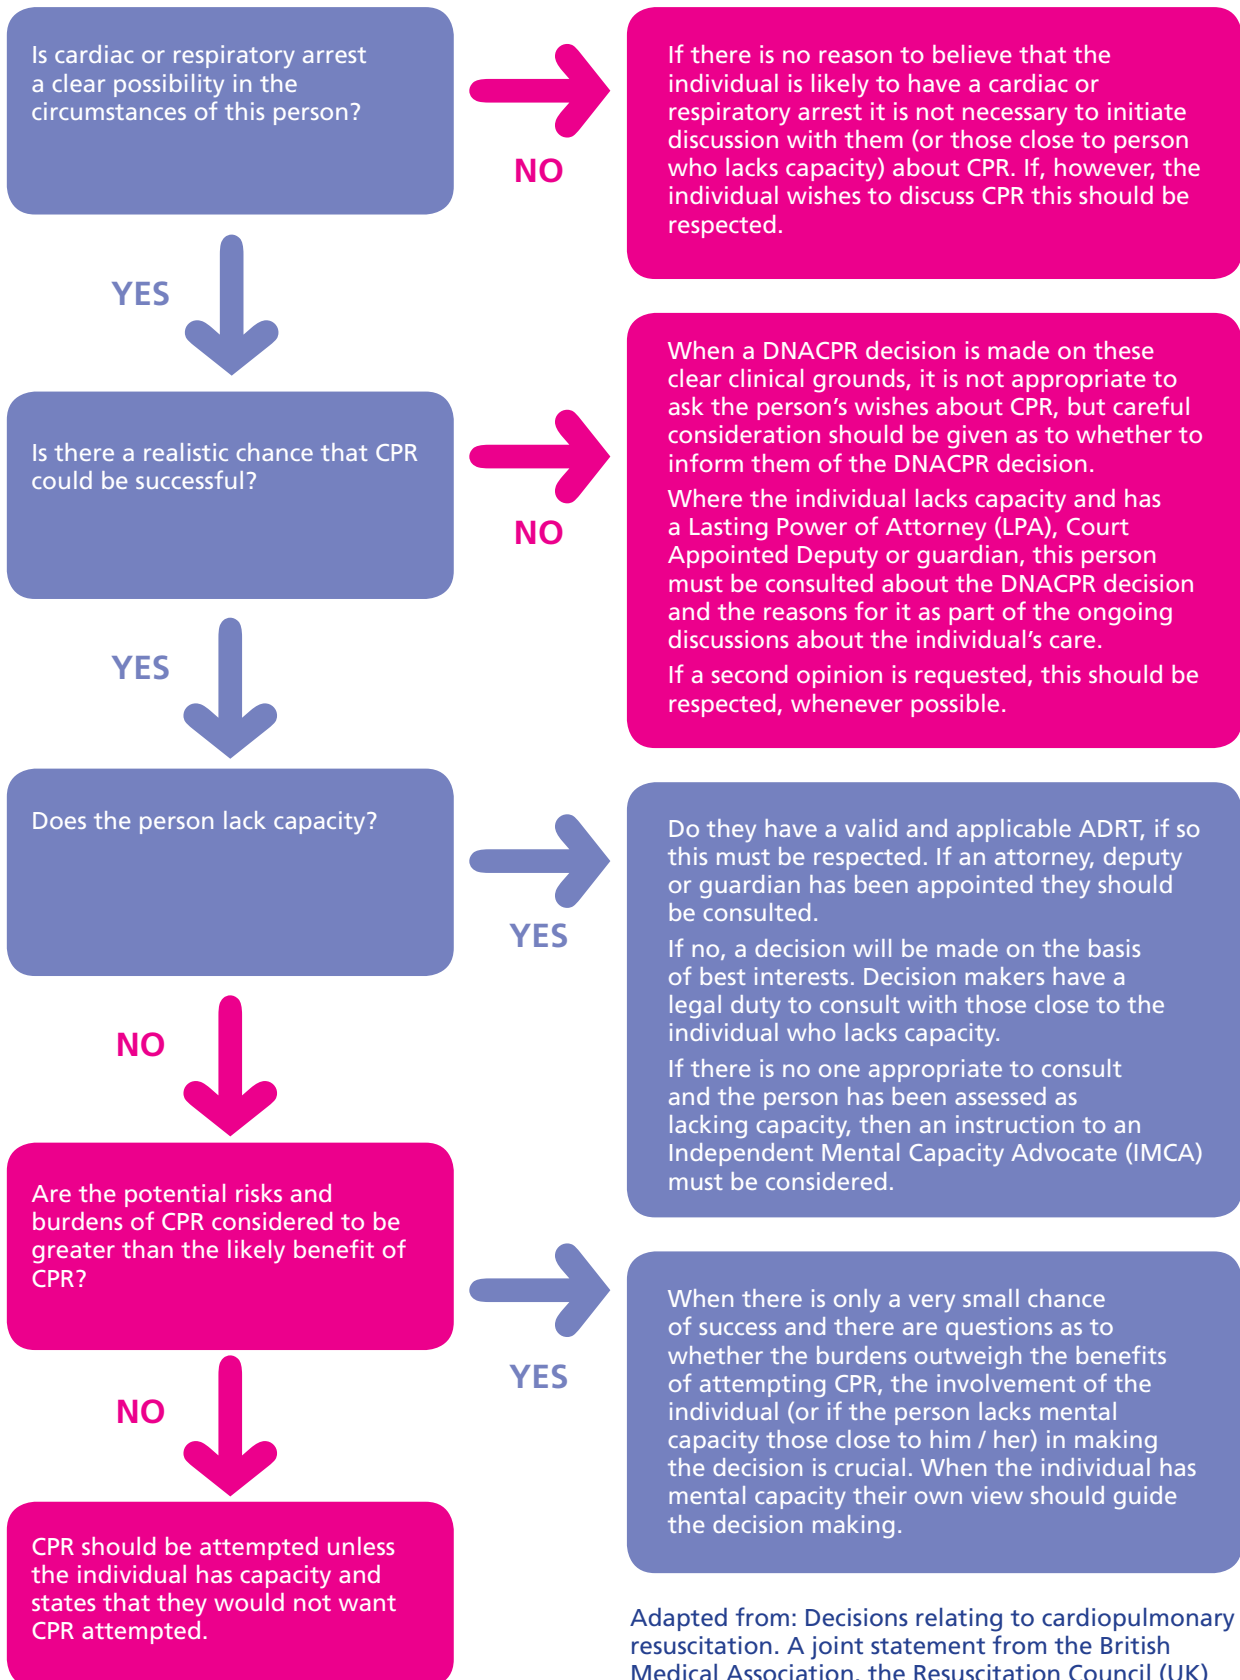 Is cardiac or respiratory arrest
a clear possibility in the
circumstances of this person?
NO
If there is no reason to believe that the
individual is likely to have a cardiac or
respiratory arrest it is not necessary to initiate
discussion with them (or those close to person
who lacks capacity) about CPR. If, however, the
individual wishes to discuss CPR this should be
respected.
YES
Is there a realistic chance that CPR
could be successful?
NO
When a DNACPR decision is made on these
clear clinical grounds, it is not appropriate to
ask the person’s wishes about CPR, but careful
consideration should be given as to whether to
inform them of the DNACPR decision.
Where the individual lacks capacity and has
a Lasting Power of Attorney (LPA), Court
Appointed Deputy or guardian, this person
must be consulted about the DNACPR decision
and the reasons for it as part of the ongoing
discussions about the individual’s care.
If a second opinion is requested, this should be
respected, whenever possible.
YES
Does the person lack capacity?
YES
Do they have a valid and applicable ADRT, if so
this must be respected. If an attorney, deputy
or guardian has been appointed they should
be consulted.
If no, a decision will be made on the basis
of best interests. Decision makers have a
legal duty to consult with those close to the
individual who lacks capacity.
If there is no one appropriate to consult
and the person has been assessed as
lacking capacity, then an instruction to an
Independent Mental Capacity Advocate (IMCA)
must be considered.
NO
Are the potential risks and
burdens of CPR considered to be
greater than the likely benefit of
CPR?
YES
When there is only a very small chance
of success and there are questions as to
whether the burdens outweigh the benefits
of attempting CPR, the involvement of the
individual (or if the person lacks mental
capacity those close to him / her) in making
the decision is crucial. When the individual has
mental capacity their own view should guide
the decision making.
NO
CPR should be attempted unless
the individual has capacity and
states that they would not want
CPR attempted.
Adapted from: Decisions relating to cardiopulmonary
resuscitation. A joint statement from the British
Medical Association, the Resuscitation Council (UK)